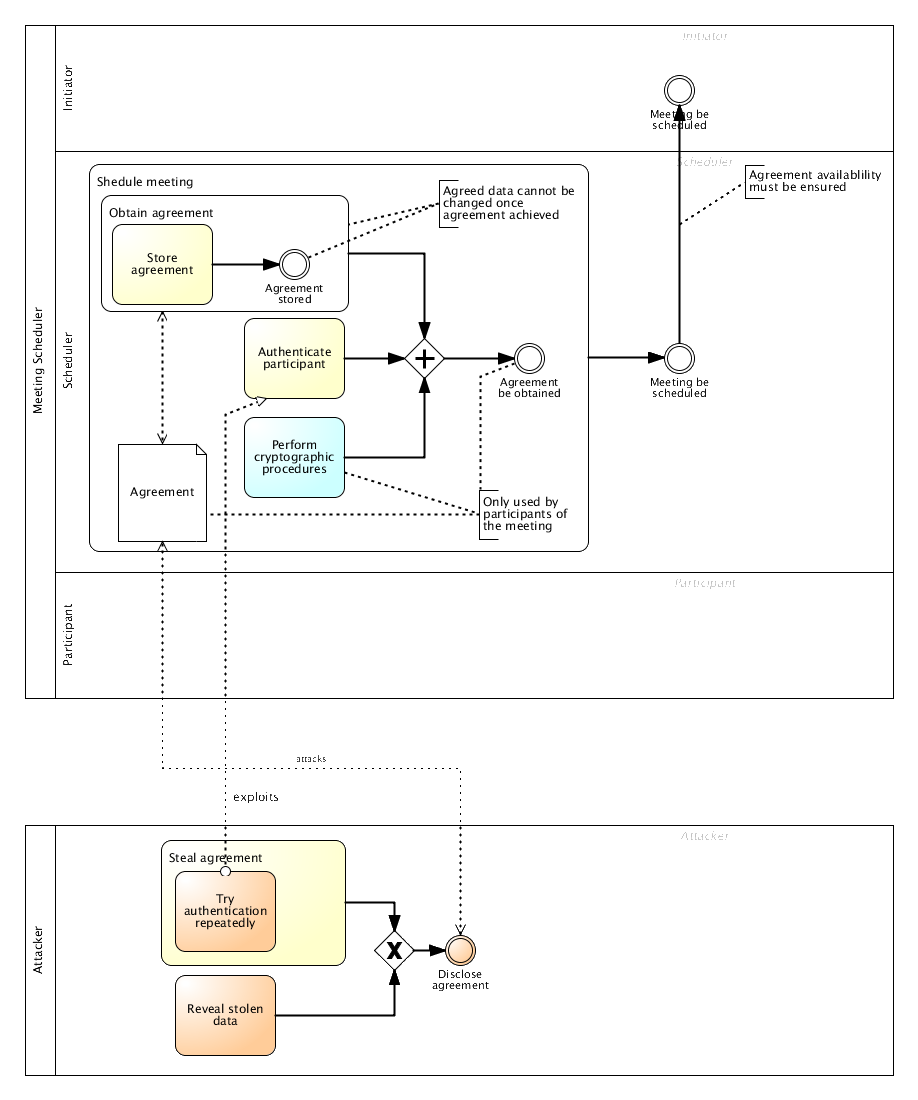 Meeting Scheduler
Initiator
Initiator
Meeting be
scheduled
Scheduler
Scheduler
Agreement availablility
must be ensured
Shedule meeting
Obtain agreement
Store
agreement
Agreement
stored
Agreed data cannot be
changed once
agreement achieved
Authenticate
participant
Agreement
be obtained
Meeting be
scheduled
Perform
cryptographic
procedures
Agreement
Only used by
participants of
the meeting
Participant
Participant
attacks
exploits
Attacker
Attacker
Steal agreement
Try
authentication
repeatedly
Disclose
agreement
Reveal stolen
data